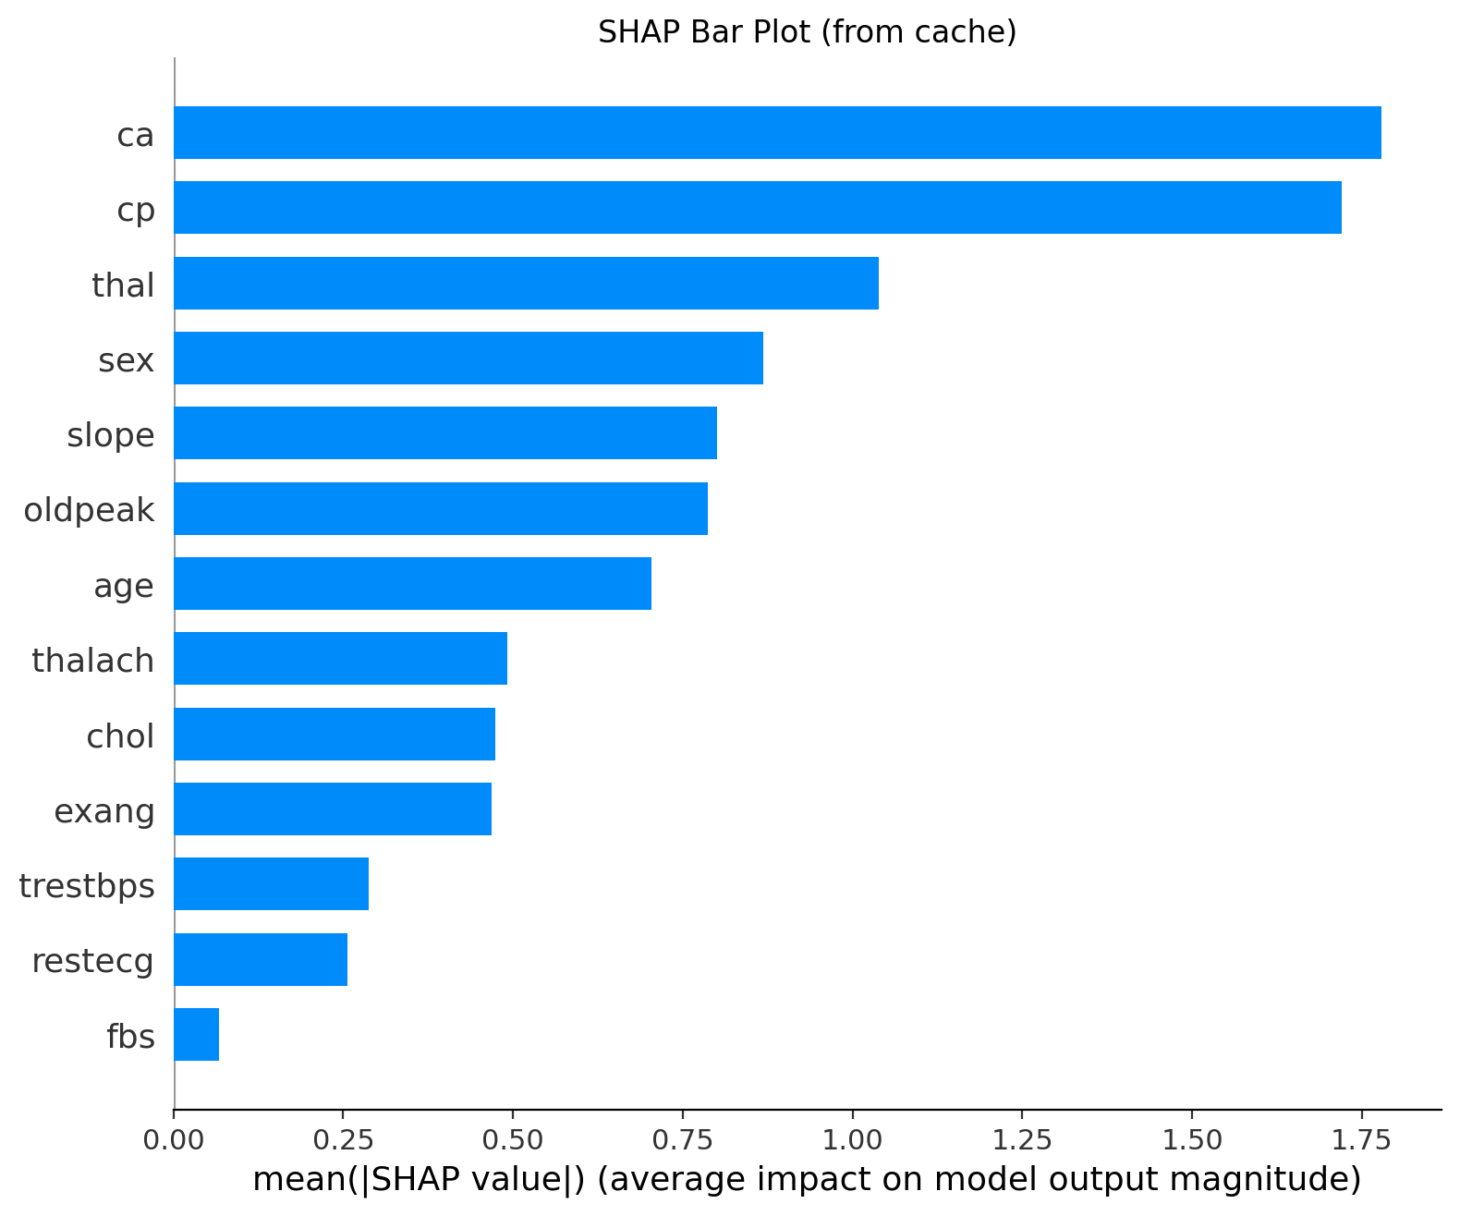 SHAP Bar Plot (from cache)
ca
cp
thal
sex
slope
oldpeak
age
thalach
chol
exang
trestbps
restecg
fbs
0.00 0.25 0.50 0.75 1.00 1.25 1.50 1.75
mean(|SHAP value|) (average impact on model output magnitude)